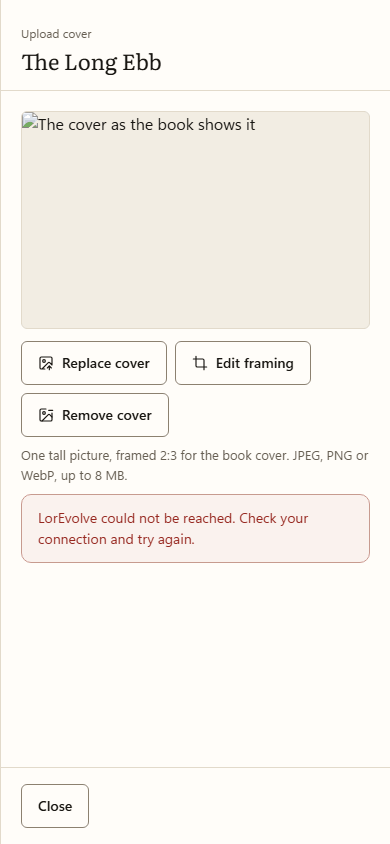 Upload cover
The Long Ebb
The cover as the book shows it
Replace cover
Edit framing
Remove cover
One tall picture, framed 2:3 for the book cover. JPEG, PNG or
WebP, up to 8 MB.
LorEvolve could not be reached. Check your
connection and try again.
Close